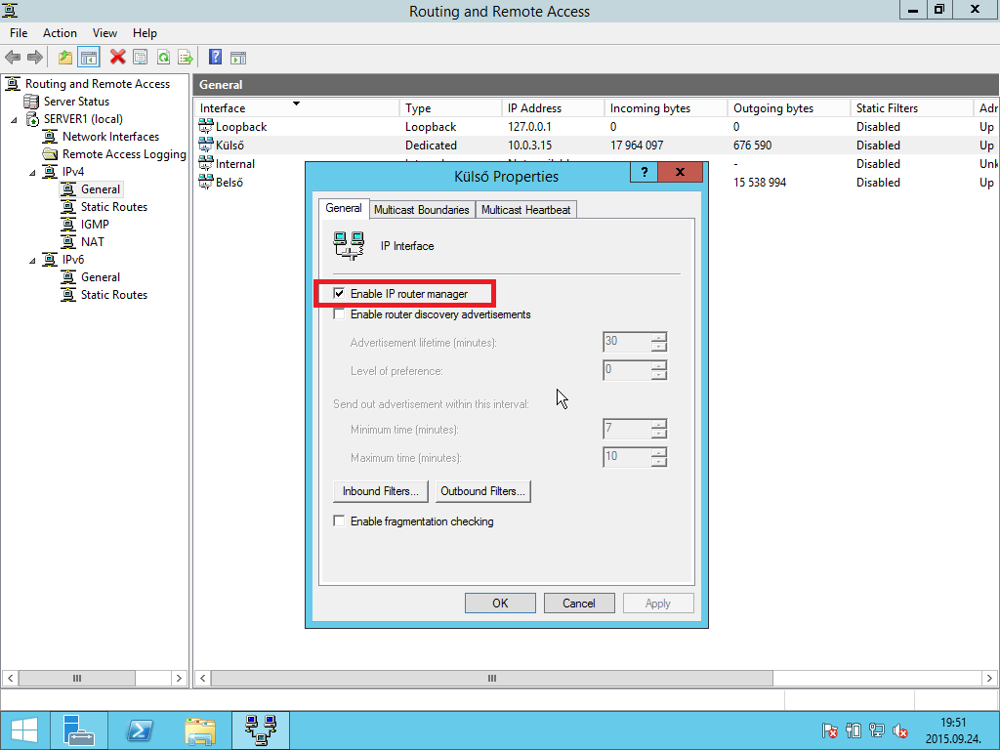 Routing and Remote Access
File Action View Help
Routing and Remote Access
Server Status
SERVER1 (local)
Network Interfaces
Remote Access Logging
IPv4
General
Static Routes
IGMP
NAT
IPv6
General
Static Routes
General
Interface Type IP Address Incoming bytes Outgoing bytes Static Filters Adr
Loopback Loopback 127.0.0.1 0 0 Disabled Up
Külső Dedicated 10.0.3.15 17 964 097 676 590 Disabled Up
Internal - Disabled Unk
Belső 15 538 994 Disabled Up
Külső Properties
General Multicast Boundaries Multicast Heartbeat
IP Interface
Enable IP router manager
Enable router discovery advertisements
Advertisement lifetime (minutes): 30
Level of preference: 0
Send out advertisement within this interval:
Minimum time (minutes): 7
Maximum time (minutes): 10
Inbound Filters... Outbound Filters...
Enable fragmentation checking
OK Cancel Apply
19:51
2015.09.24.